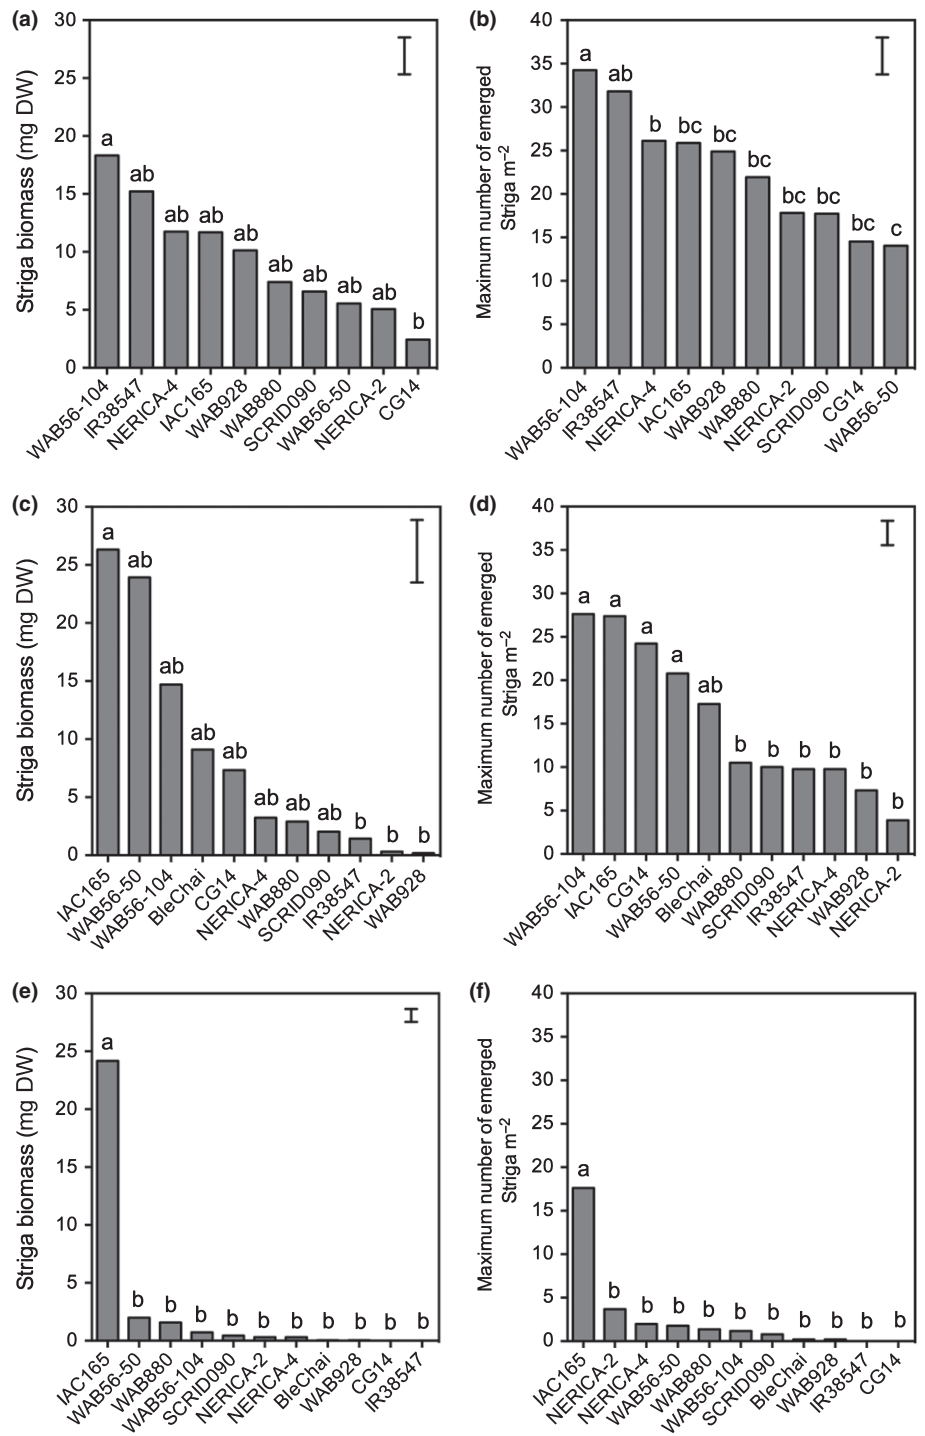 (a)
30
25
20
15
10
5
0
Striga biomass (mg DW)
a
ab
ab
ab
ab
ab
ab
ab
ab
b
WAB56-104
IR38547
NERICA-4
IAC165
WAB928
WAB880
SCRID090
WAB56-50
NERICA-2
CG14
(b)
40
35
30
25
20
15
10
5
0
Maximum number of emerged
Striga m−2
a
ab
b
bc
bc
bc
bc
bc
bc
c
WAB56-104
IR38547
NERICA-4
IAC165
WAB928
WAB880
NERICA-2
SCRID090
CG14
WAB56-50
(c)
30
25
20
15
10
5
0
Striga biomass (mg DW)
a
ab
ab
ab
ab
ab
ab
ab
b
b
b
IAC165
WAB56-50
WAB56-104
BleChai
CG14
NERICA-4
WAB880
SCRID090
IR38547
NERICA-2
WAB928
(d)
40
35
30
25
20
15
10
5
0
Maximum number of emerged
Striga m−2
a
a
a
a
ab
b
b
b
b
b
b
WAB56-104
IAC165
CG14
WAB56-50
BleChai
WAB880
SCRID090
IR38547
NERICA-4
WAB928
NERICA-2
(e)
30
25
20
15
10
5
0
Striga biomass (mg DW)
a
b
b
b
b
b
b
b
b
b
b
IAC165
WAB56-50
WAB880
WAB56-104
SCRID090
NERICA-2
NERICA-4
BleChai
WAB928
CG14
IR38547
(f)
40
35
30
25
20
15
10
5
0
Maximum number of emerged
Striga m−2
a
b
b
b
b
b
b
b
b
b
b
IAC165
NERICA-2
NERICA-4
WAB56-50
WAB880
WAB56-104
SCRID090
BleChai
WAB928
IR38547
CG14